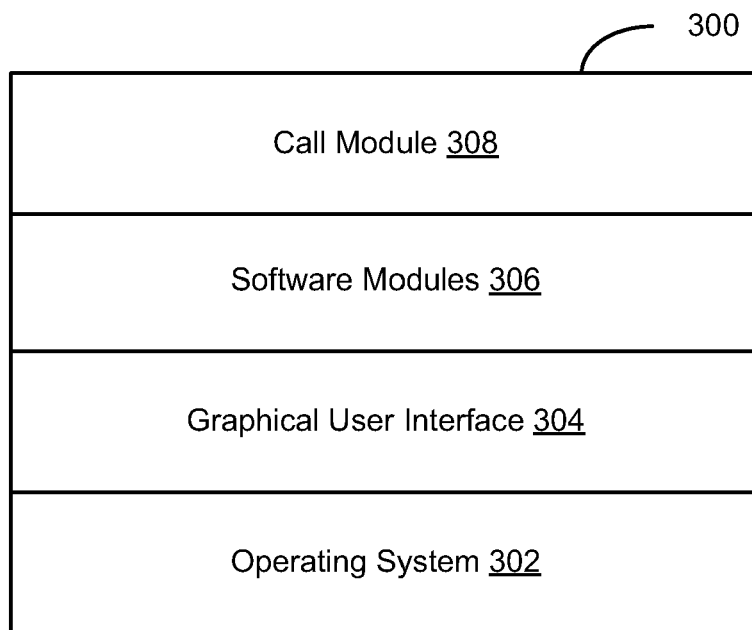 300
Call Module 308
Software Modules 306
Graphical User Interface 304
Operating System 302